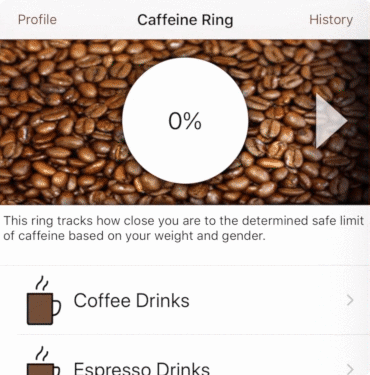 Profile Caffeine Ring History
0%
This ring tracks how close you are to the determined safe limit
of caffeine based on your weight and gender.
Coffee Drinks
Espresso Drinks